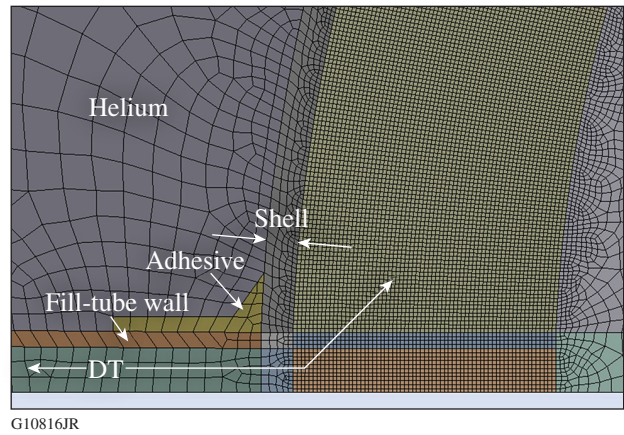 Helium
Shell
Adhesive
Fill-tube wall
DT
G10816JR